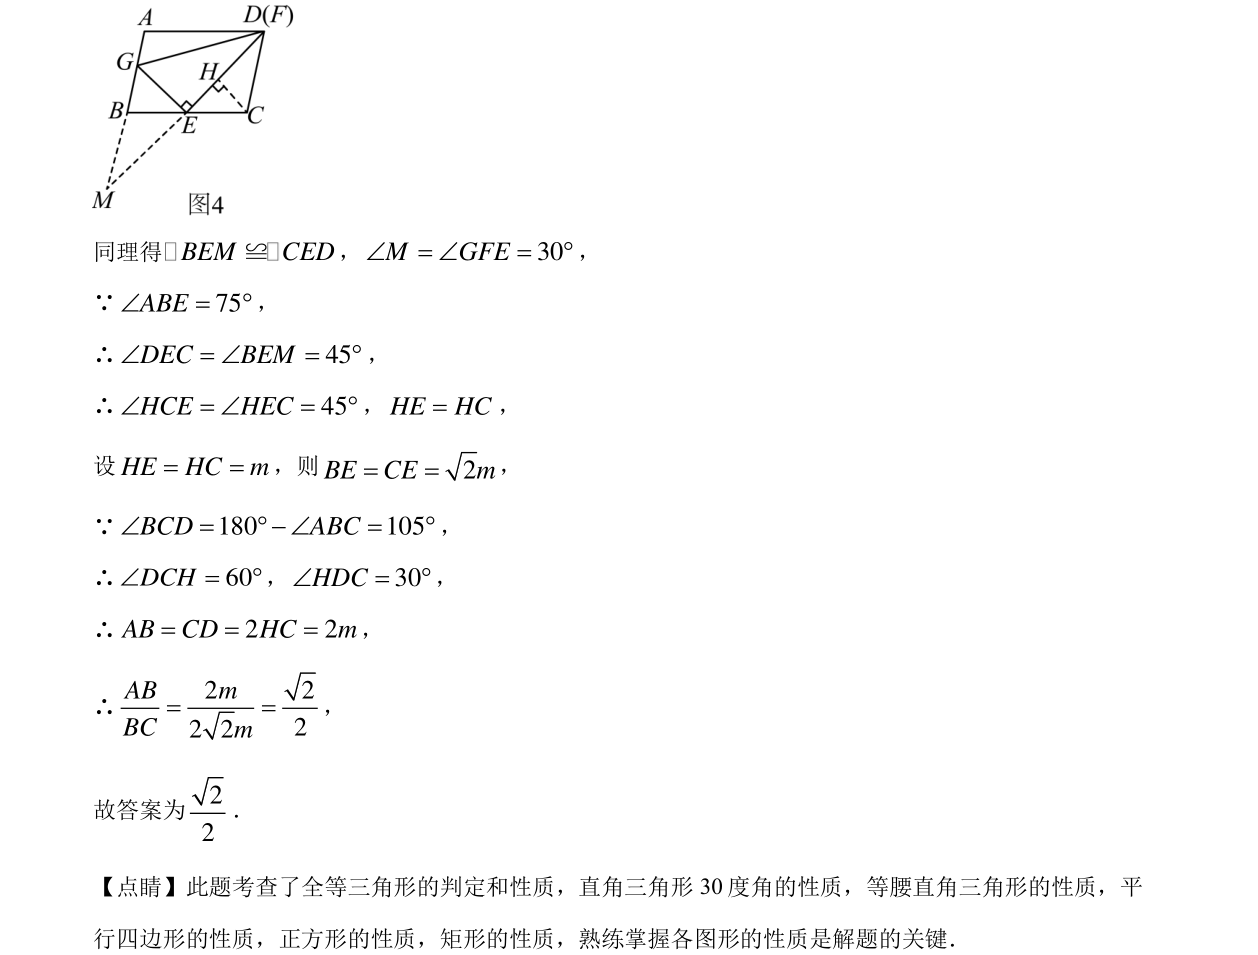 A D(F)
G H
B E C
M 图4
同理得□BEM ≌□CED，∠M = ∠GFE = 30°，
∵∠ABE = 75°，
∴∠DEC = ∠BEM = 45°，
∴∠HCE = ∠HEC = 45°，HE = HC，
设HE = HC = m，则BE = CE = √2m，
∵∠BCD = 180° − ∠ABC = 105°，
∴∠DCH = 60°，∠HDC = 30°，
∴AB = CD = 2HC = 2m，
∴AB/BC = 2m/2√2m = √2/2，
故答案为√2/2．
【点睛】此题考查了全等三角形的判定和性质，直角三角形 30 度角的性质，等腰直角三角形的性质，平
行四边形的性质，正方形的性质，矩形的性质，熟练掌握各图形的性质是解题的关键．